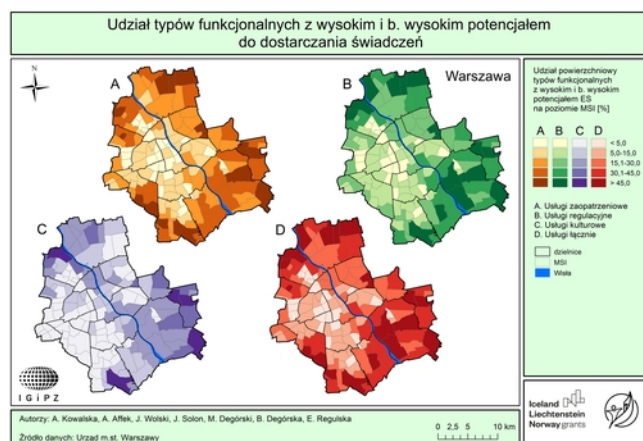 Udział typów funkcjonalnych z wysokim i b. wysokim potencjałem
do dostarczania świadczeń
Warszawa
A
B
C
D
IGiPZ
Udział powierzchniowy
typów funkcjonalnych
z wysokim i b. wysokim
potencjałem ES
na poziomie MSI [%]
A B C D
< 5,0
5,0-15,0
15,1-30,0
30,1-45,0
> 45,0
A. Usługi zaopatrzeniowe
B. Usługi regulacyjne
C. Usługi kulturowe
D. Usługi łącznie
dzielnice
MSI
Wisła
Autorzy: A. Kowalska, A. Affek, J. Wolski, J. Solon, M. Degórski, B. Degórska, E. Regulska
Źródło danych: Urząd m.st. Warszawy
0 2,5 5 10 km
Iceland
Liechtenstein
Norway grants